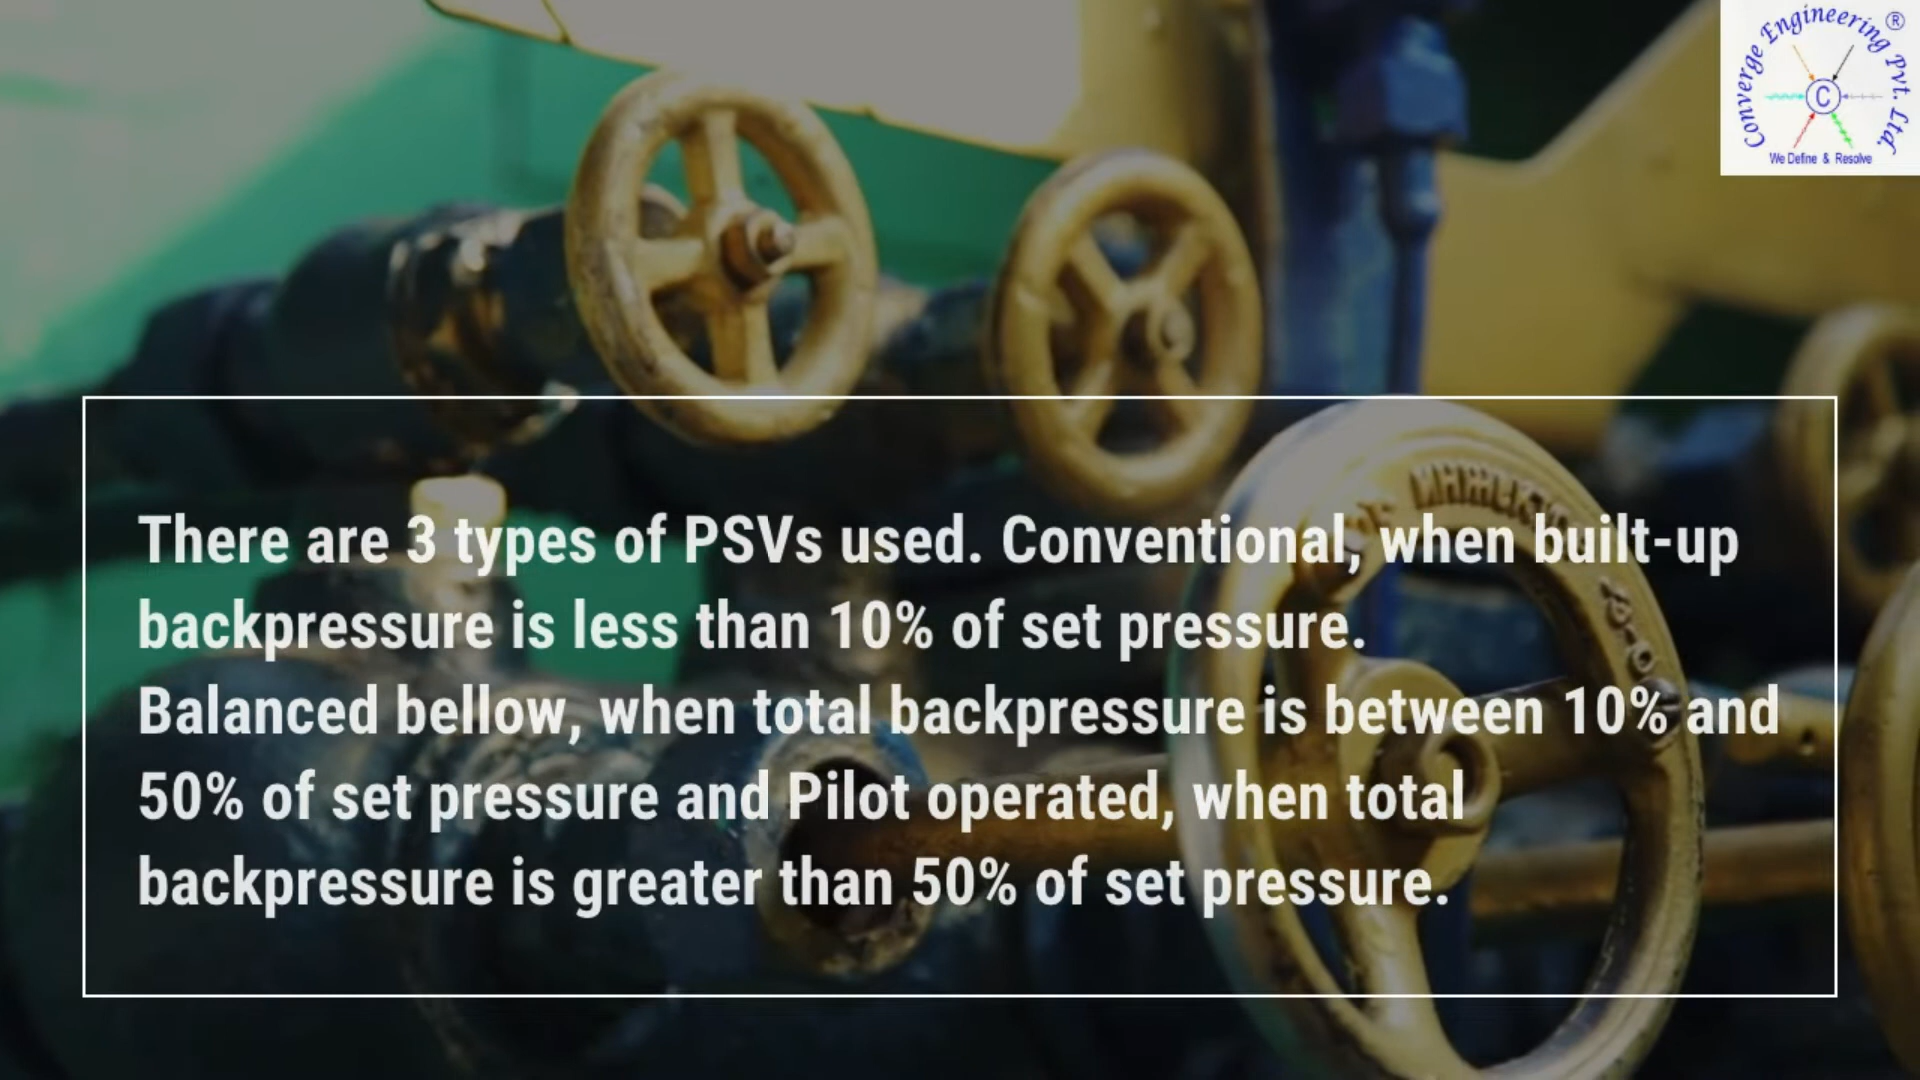 Converge Engineering Pvt. Ltd. ®
C
We Define & Resolve
There are 3 types of PSVs used. Conventional, when built-up
backpressure is less than 10% of set pressure.
Balanced bellow, when total backpressure is between 10% and
50% of set pressure and Pilot operated, when total
backpressure is greater than 50% of set pressure.